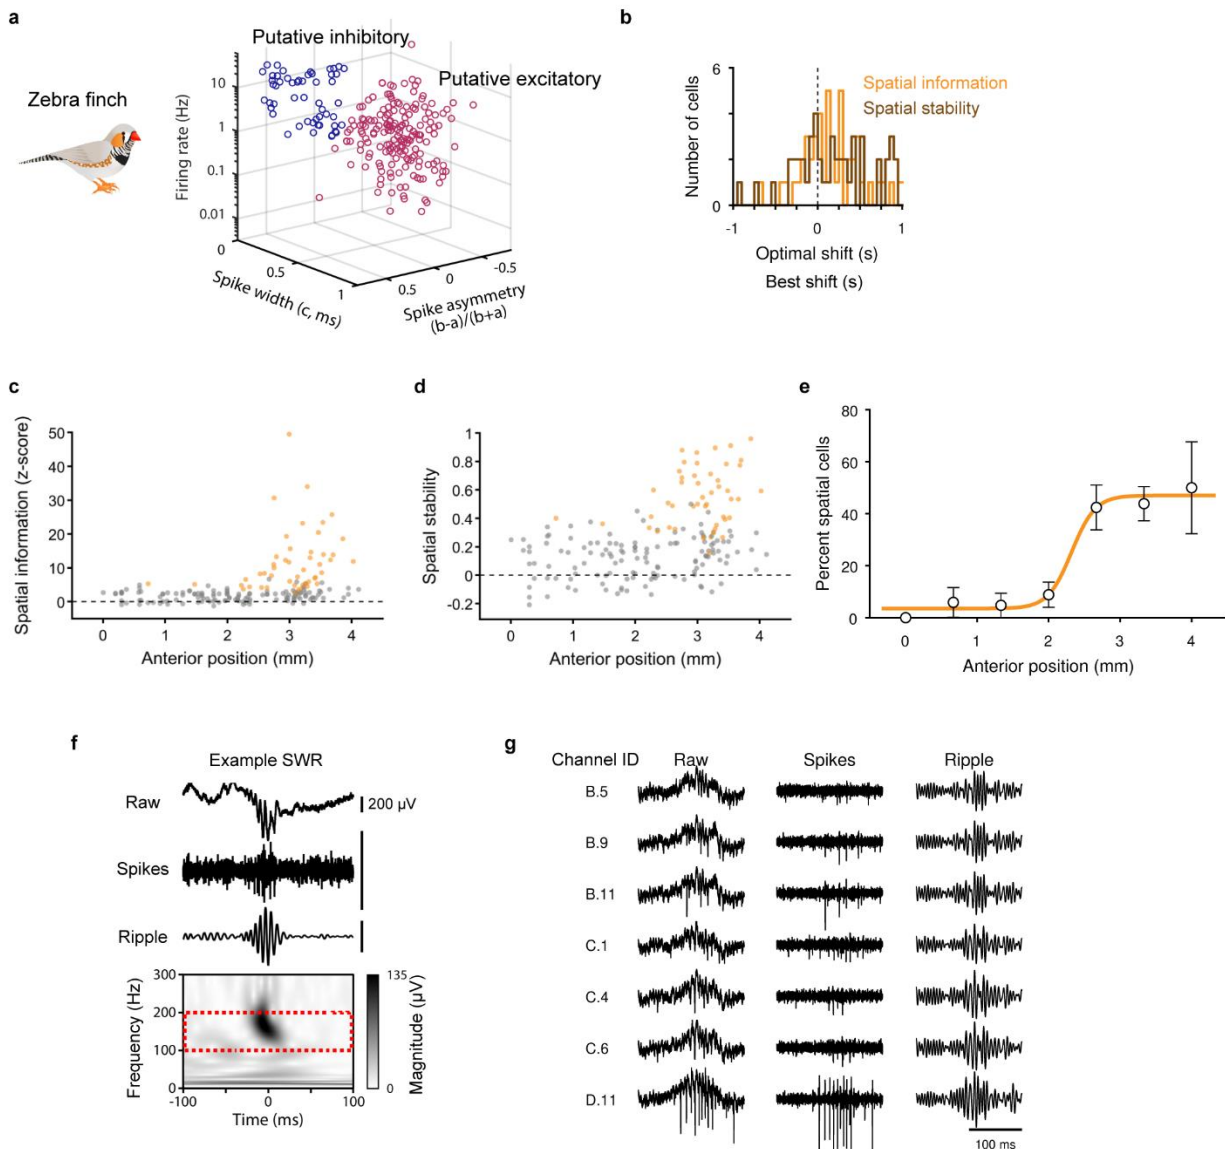 a
Zebra finch
Putative inhibitory
Putative excitatory
Firing rate (Hz)
10
1
0.1
0.01
0
0.5
1
Spike width (c, ms)
0.5
0
-0.5
Spike asymmetry
(b-a)/(b+a)
b
Spatial information
Spatial stability
Number of cells
6
0
-1
0
1
Optimal shift (s)
Best shift (s)
c
Spatial information (z-score)
50
40
30
20
10
0
0
1
2
3
4
Anterior position (mm)
d
Spatial stability
1
0.8
0.6
0.4
0.2
0
-0.2
0
1
2
3
4
Anterior position (mm)
e
Percent spatial cells
80
60
40
20
0
0
1
2
3
4
Anterior position (mm)
f
Example SWR
Raw
200 µV
Spikes
Ripple
Frequency (Hz)
300
200
100
0
-100
0
100
Time (ms)
135
0
Magnitude (µV)
g
Channel ID
Raw
Spikes
Ripple
B.5
B.9
B.11
C.1
C.4
C.6
D.11
100 ms